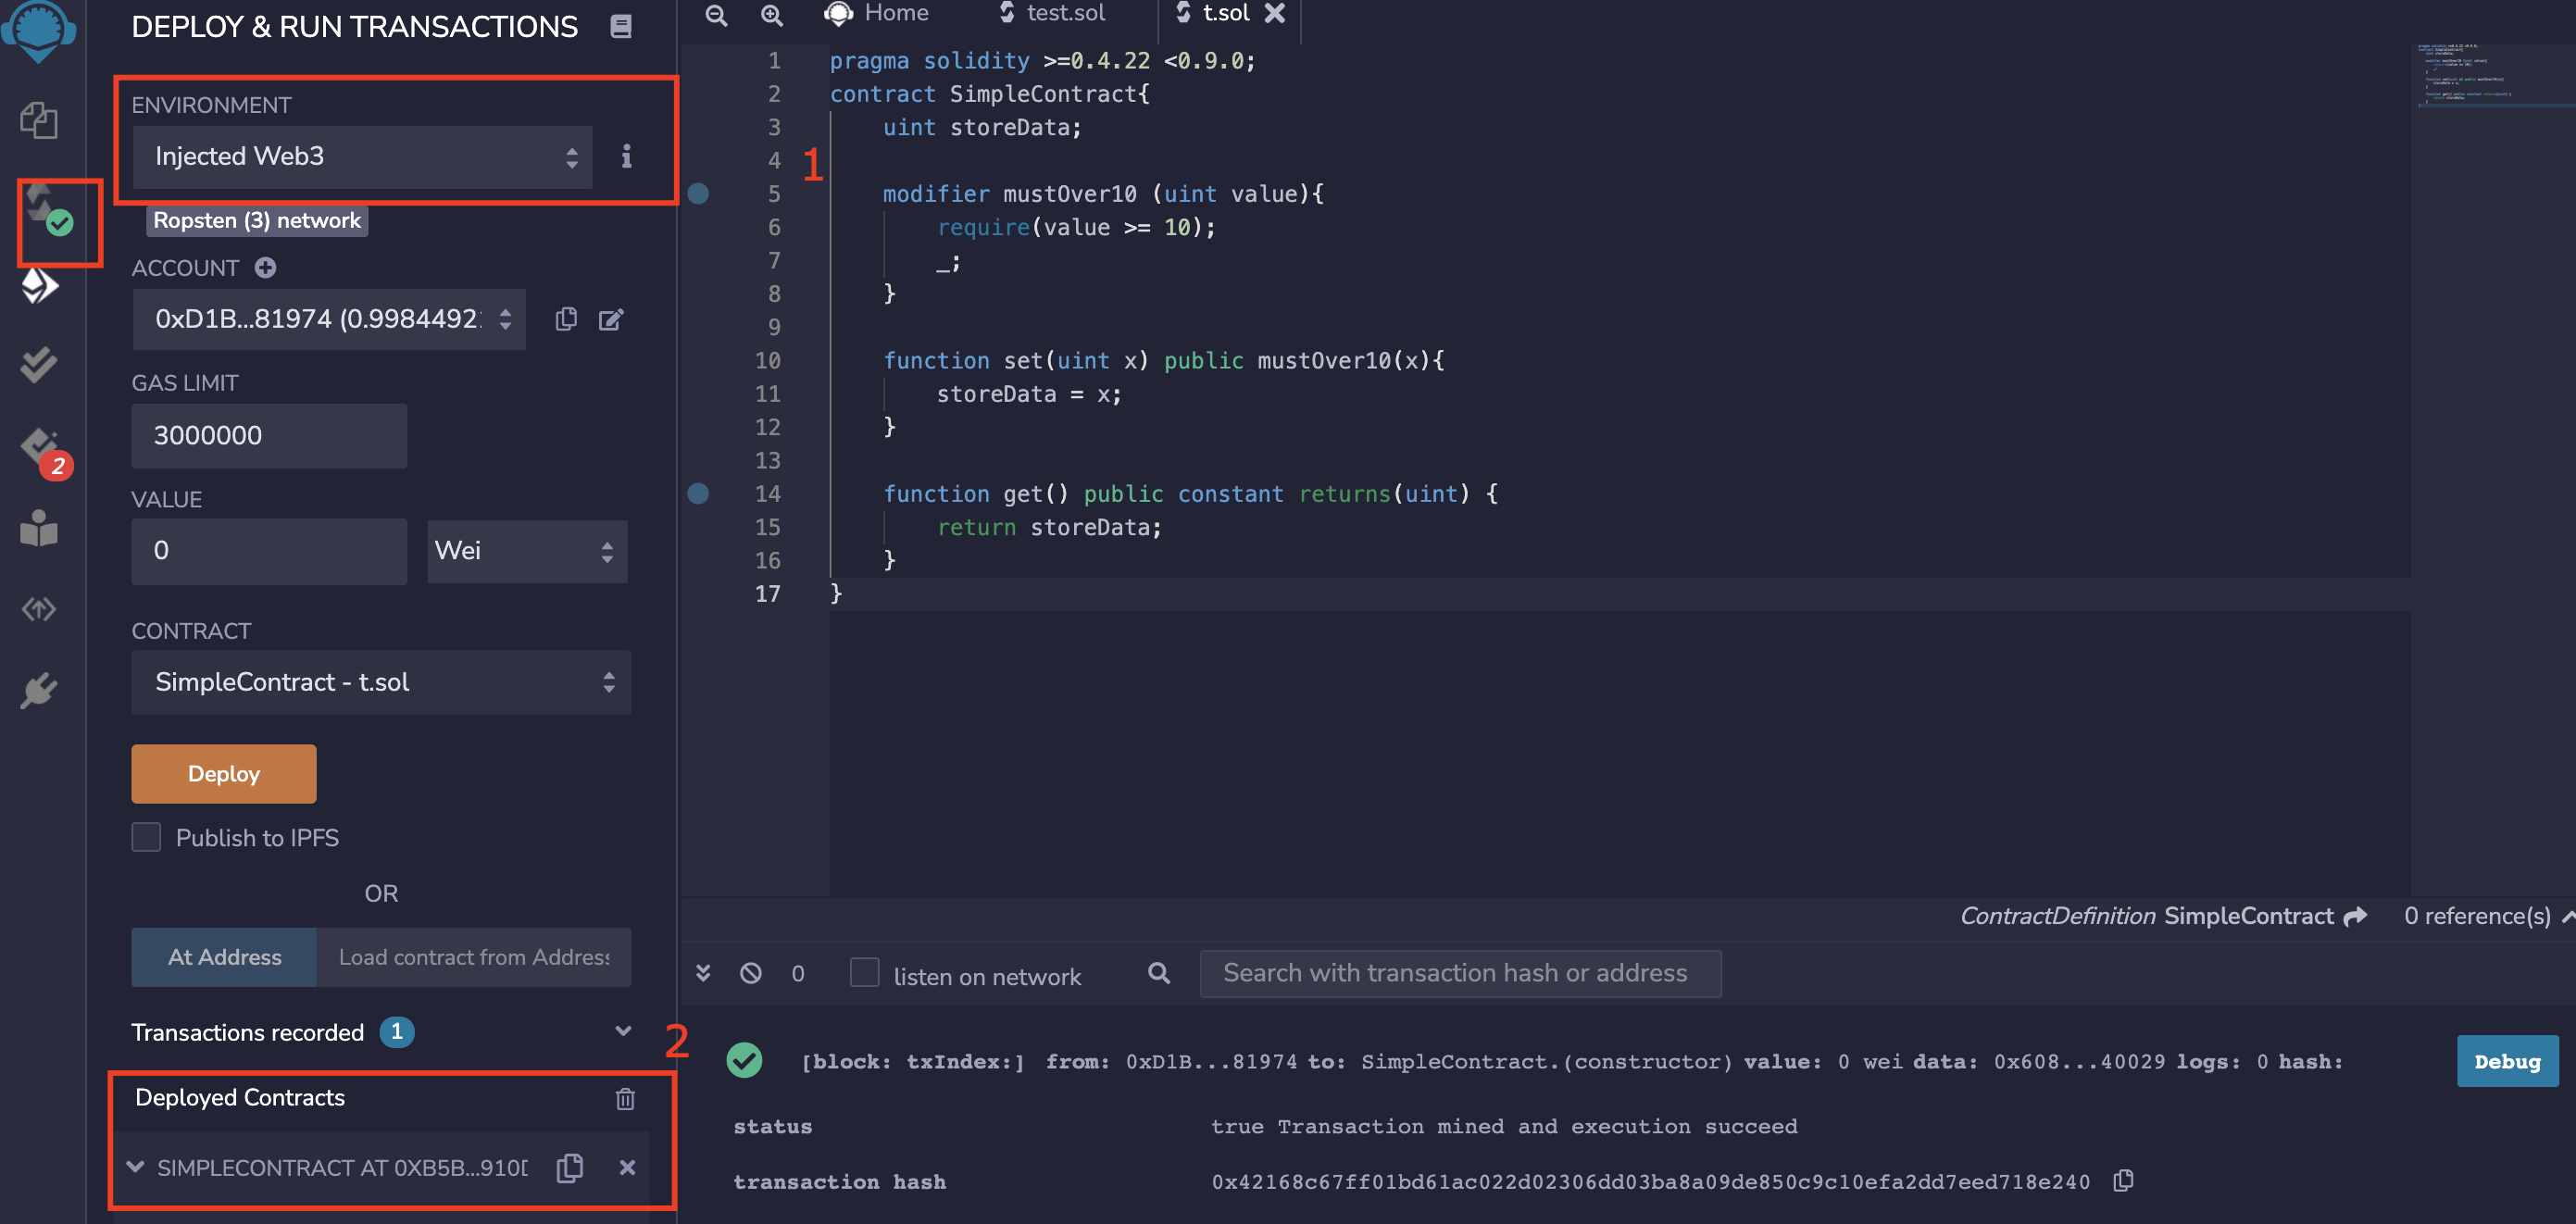 DEPLOY & RUN TRANSACTIONS
ENVIRONMENT
Injected Web3
Ropsten (3) network
ACCOUNT
0xD1B...81974 (0.9984492
GAS LIMIT
3000000
VALUE
0
Wei
CONTRACT
SimpleContract - t.sol
Deploy
Publish to IPFS
OR
At Address
Load contract from Address
Transactions recorded 1
Deployed Contracts
SIMPLECONTRACT AT 0XB5B...910D
2
1
2
Home
test.sol
t.sol
1 pragma solidity >=0.4.22 <0.9.0;
2 contract SimpleContract{
3 uint storeData;
4
5 modifier mustOver10 (uint value){
6 require(value >= 10);
7 _;
8 }
9
10 function set(uint x) public mustOver10(x){
11 storeData = x;
12 }
13
14 function get() public constant returns(uint) {
15 return storeData;
16 }
17 }
ContractDefinition SimpleContract 0 reference(s)
0
listen on network
Search with transaction hash or address
[block: txIndex:] from: 0xD1B...81974 to: SimpleContract.(constructor) value: 0 wei data: 0x608...40029 logs: 0 hash:
Debug
status true Transaction mined and execution succeed
transaction hash 0x42168c67ff01bd61ac022d02306dd03ba8a09de850c9c10efa2dd7eed718e240